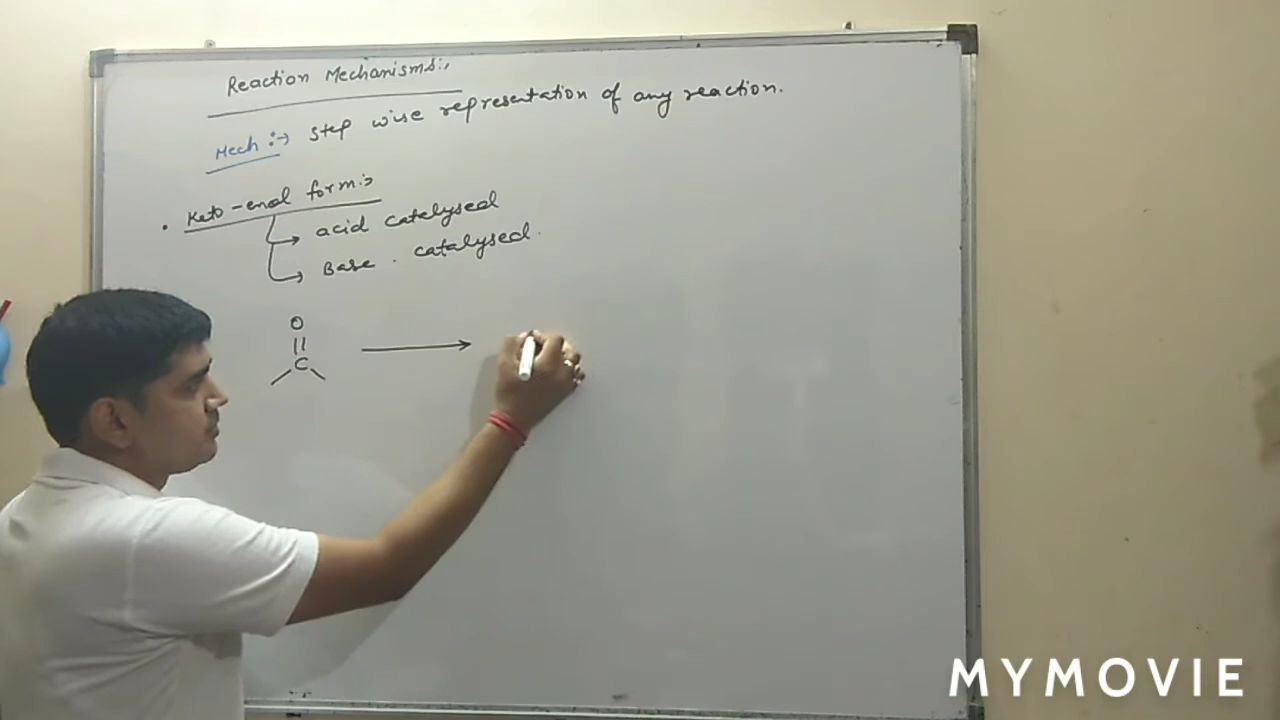 Reaction Mechanisms:,
Mech :→ Step wise representation of any reaction.
• Keto-enol form:>
→ acid catalysed
→ Base. catalysed.
O
||
C
MYMOVIE